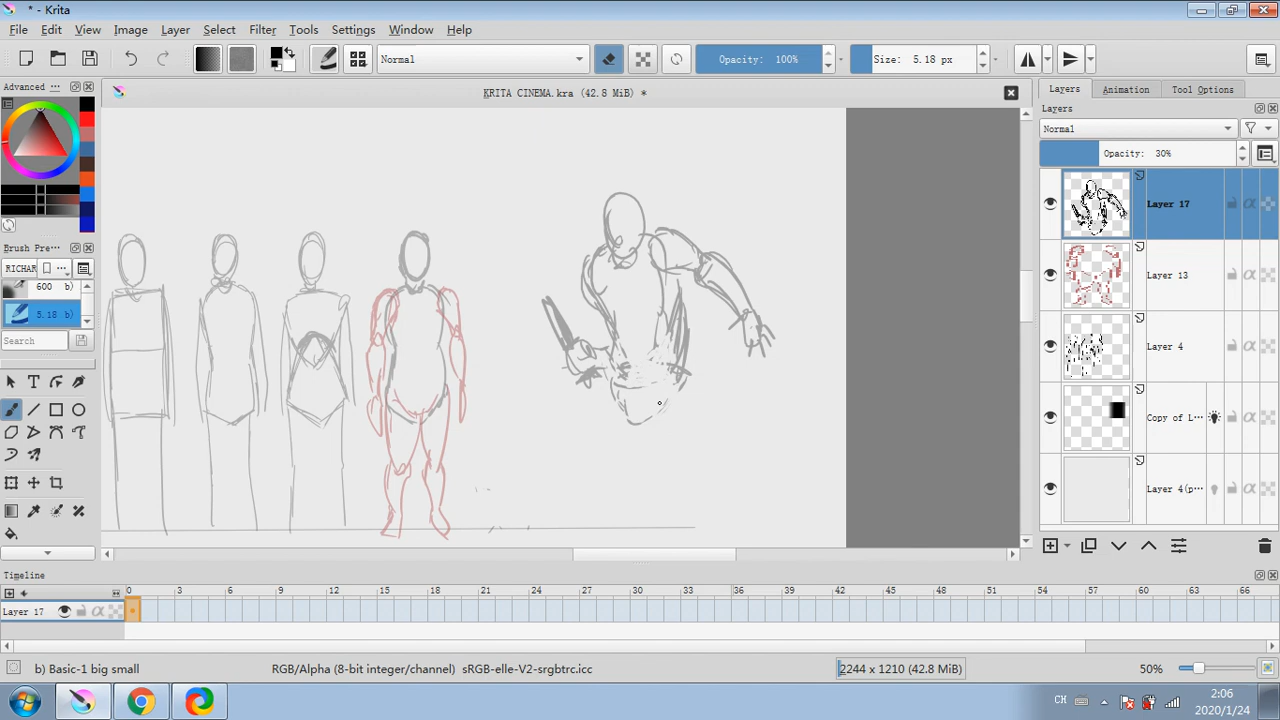 * - Krita
File Edit View Image Layer Select Filter Tools Settings Window Help
Normal Opacity: 100% Size: 5.18 px
Advanced ...
KRITA CINEMA.kra (42.8 MiB) *
Layers Animation Tool Options
Layers
Normal
Opacity: 30%
Layer 17
Brush Pre...
RICHAR ...
Layer 13
600 b)
5.18 b)
Search
Layer 4
Copy of L...
Layer 4(p...
Timeline
0 3 6 9 12 15 18 21 24 27 30 33 36 39 42 45 48 51 54 57 60 63 66
Layer 17
b) Basic-1 big small RGB/Alpha (8-bit integer/channel) sRGB-elle-V2-srgbtrc.icc 2244 x 1210 (42.8 MiB) 50%
CH 2:06
2020/1/24